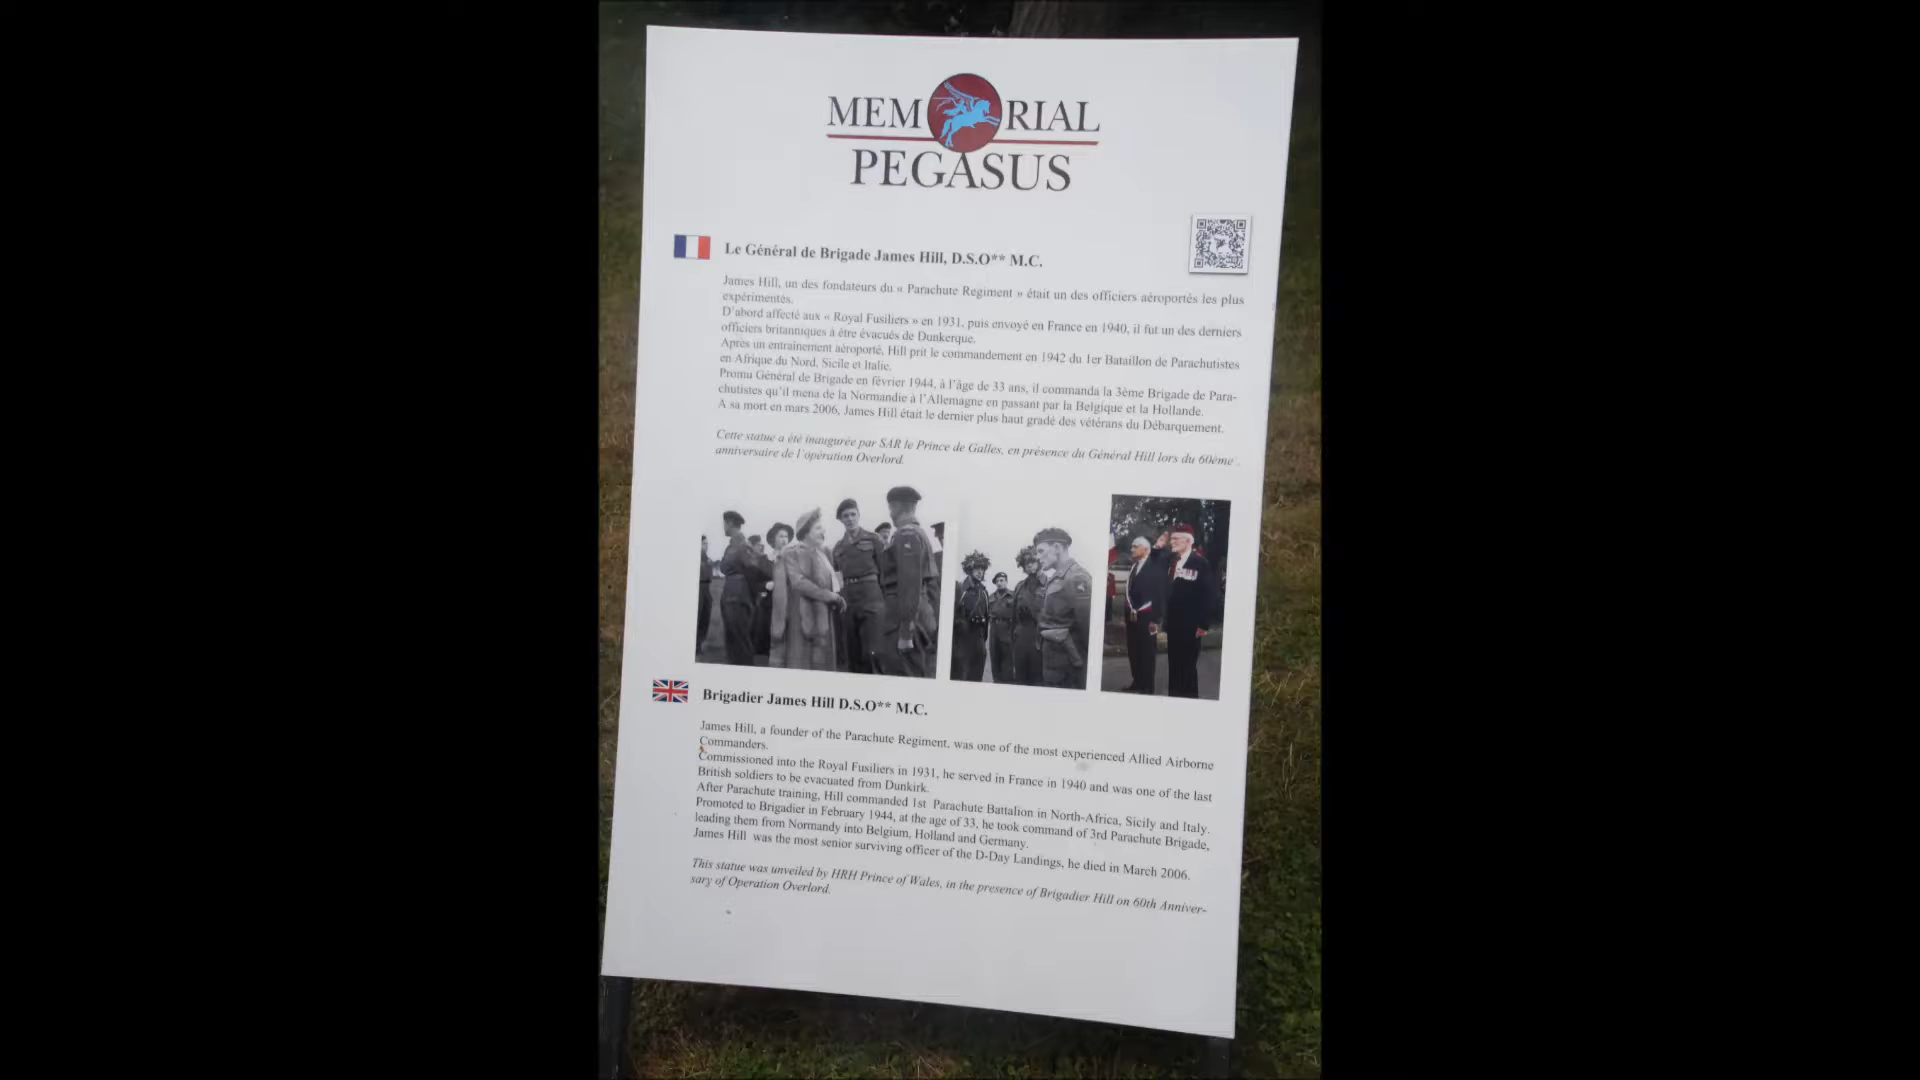 MEMORIAL
PEGASUS
Le Général de Brigade James Hill, D.S.O** M.C.
James Hill, un des fondateurs du « Parachute Regiment » était un des officiers aéroportés les plus
expérimentés.
D'abord affecté aux « Royal Fusiliers » en 1931, puis envoyé en France en 1940, il fut un des derniers
officiers britanniques à être évacués de Dunkerque.
Après un entraînement aéroporté, Hill prit le commandement en 1942 du 1er Bataillon de Parachutistes
en Afrique du Nord, Sicile et Italie.
Promu Général de Brigade en février 1944, à l'âge de 33 ans, il commanda la 3ème Brigade de Para-
chutistes qu'il mena de la Normandie à l'Allemagne en passant par la Belgique et la Hollande.
A sa mort en mars 2006, James Hill était le dernier plus haut gradé des vétérans du Débarquement.
Cette statue a été inaugurée par SAR le Prince de Galles, en présence du Général Hill lors du 60ème
anniversaire de l'opération Overlord.
Brigadier James Hill D.S.O** M.C.
James Hill, a founder of the Parachute Regiment, was one of the most experienced Allied Airborne
Commanders.
Commissioned into the Royal Fusiliers in 1931, he served in France in 1940 and was one of the last
British soldiers to be evacuated from Dunkirk.
After Parachute training, Hill commanded 1st Parachute Battalion in North-Africa, Sicily and Italy.
Promoted to Brigadier in February 1944, at the age of 33, he took command of 3rd Parachute Brigade,
leading them from Normandy into Belgium, Holland and Germany.
James Hill was the most senior surviving officer of the D-Day Landings, he died in March 2006.
This statue was unveiled by HRH Prince of Wales, in the presence of Brigadier Hill on 60th Anniver-
sary of Operation Overlord.